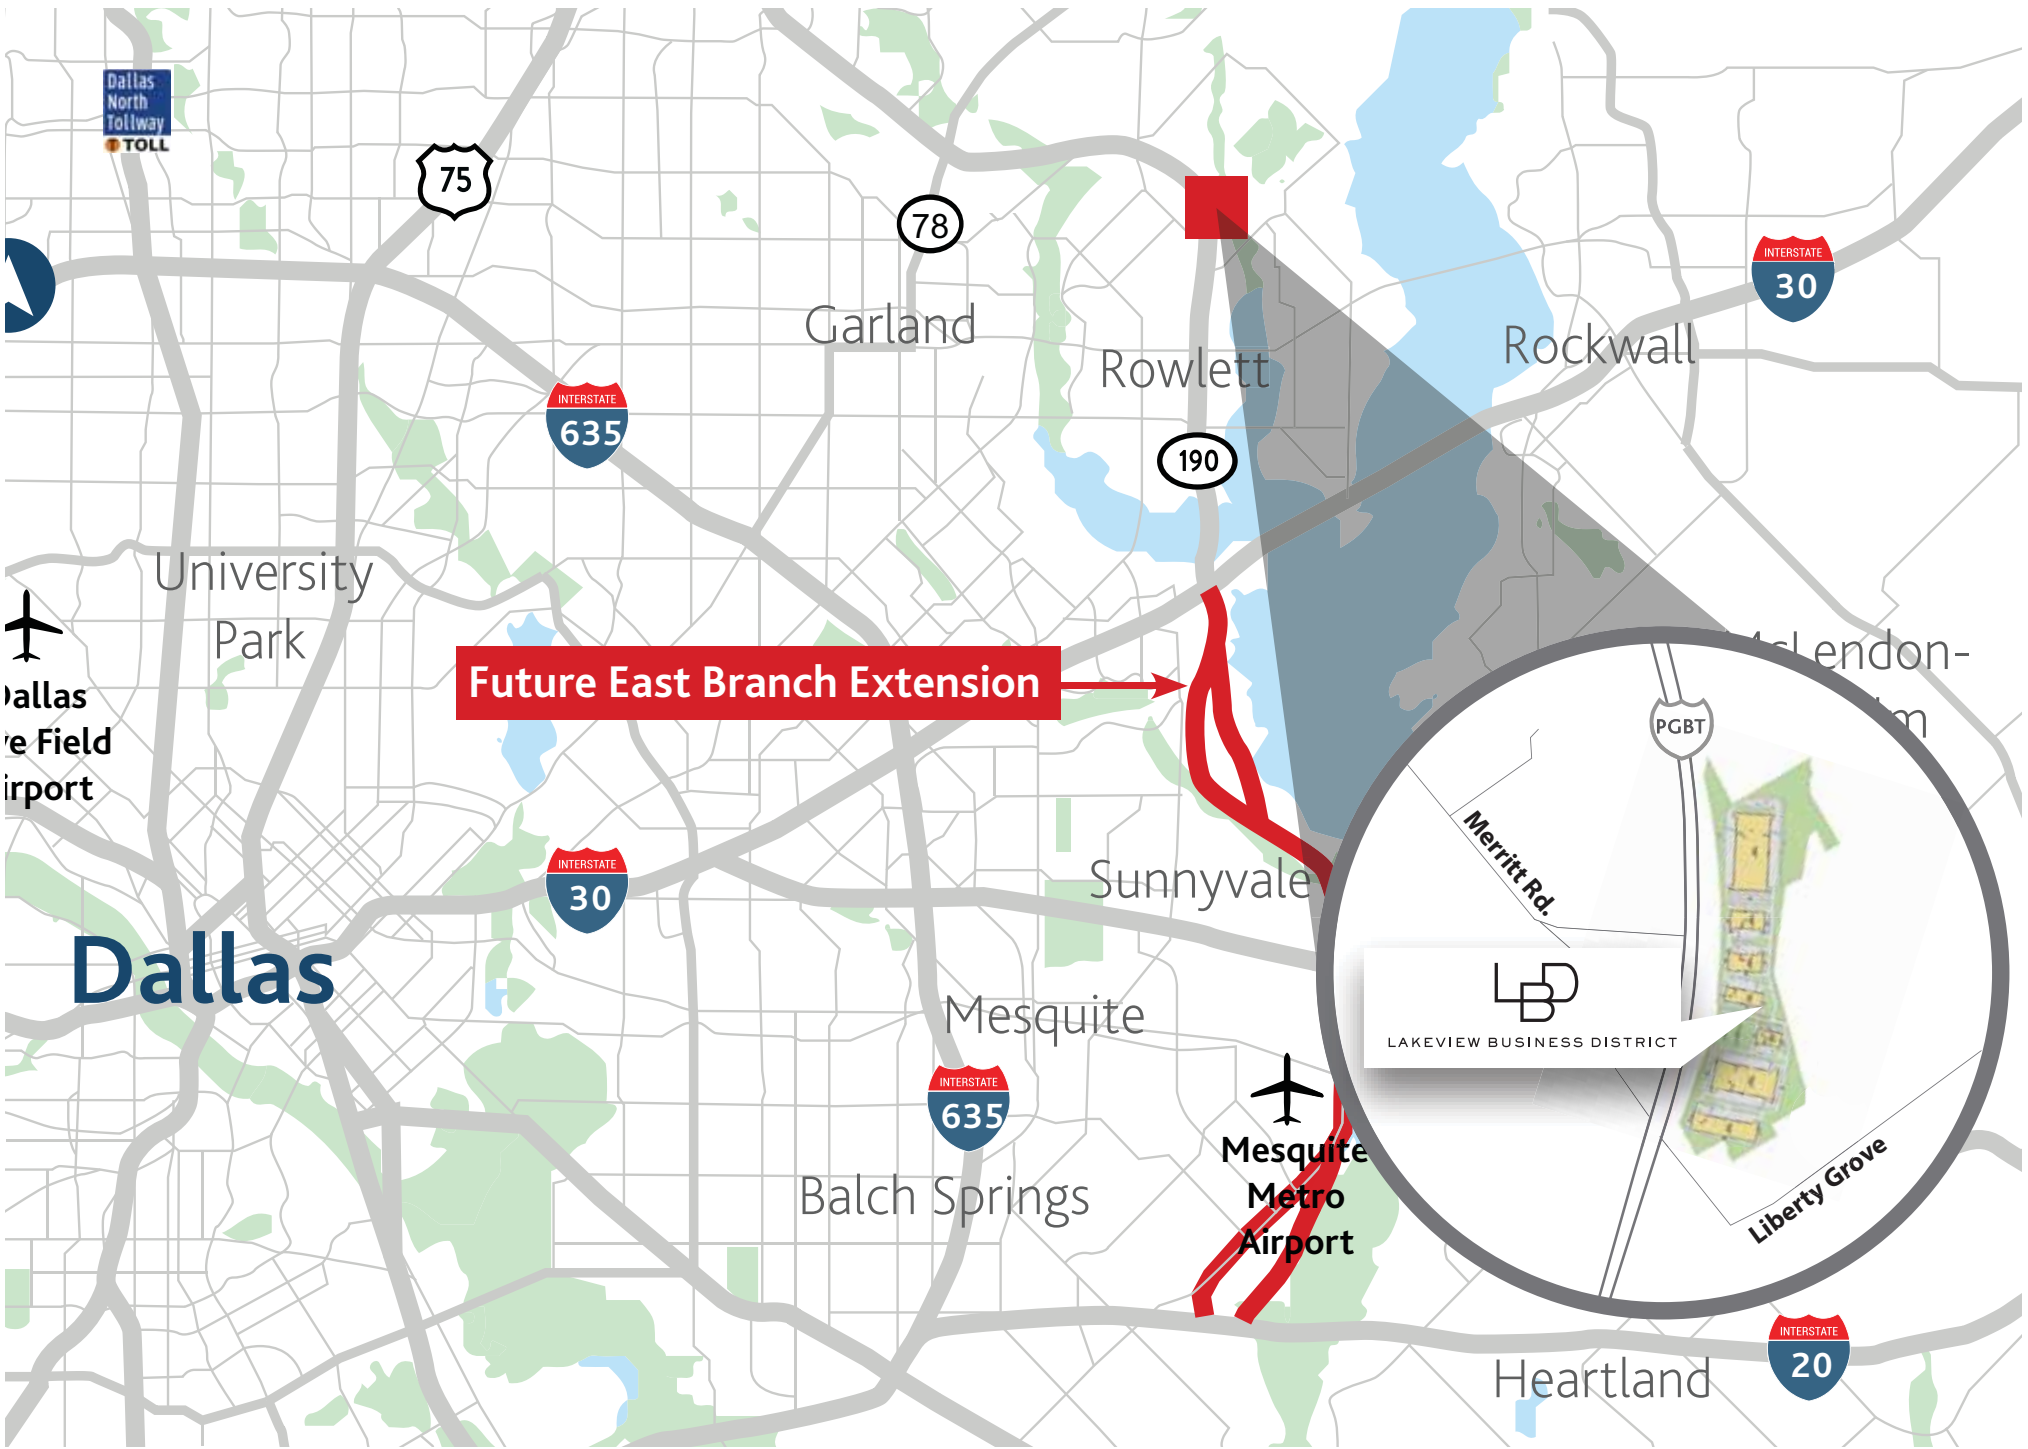 Dallas
North
Tollway
TOLL
75
78
INTERSTATE
30
Garland
Rockwall
Rowlett
INTERSTATE
635
190
University
Park
Future East Branch Extension
Dallas
Field
PGBT
Merritt Rd.
INTERSTATE
30
Sunnyvale
Dallas
LBD
LAKEVIEW BUSINESS DISTRICT
Mesquite
INTERSTATE
635
Mesquite
Metro
Airport
Balch Springs
Liberty Grove
INTERSTATE
20
Heartland